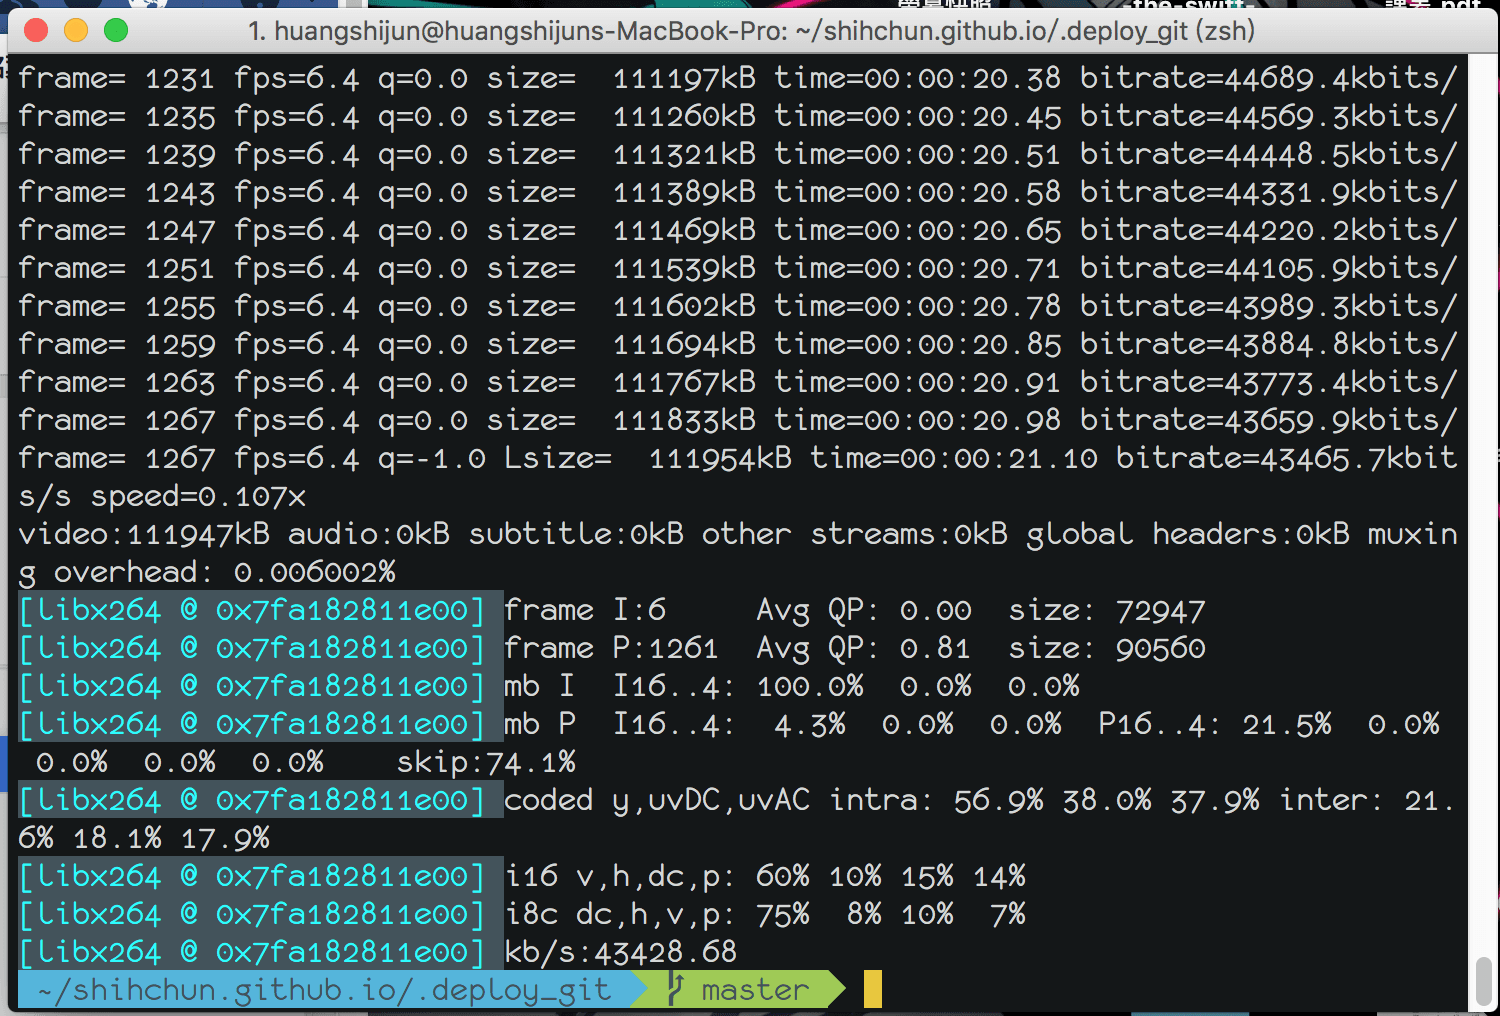 -the-swift-
1. huangshijun@huangshijuns-MacBook-Pro: ~/shihchun.github.io/.deploy_git (zsh)
frame= 1231 fps=6.4 q=0.0 size=  111197kB time=00:00:20.38 bitrate=44689.4kbits/
frame= 1235 fps=6.4 q=0.0 size=  111260kB time=00:00:20.45 bitrate=44569.3kbits/
frame= 1239 fps=6.4 q=0.0 size=  111321kB time=00:00:20.51 bitrate=44448.5kbits/
frame= 1243 fps=6.4 q=0.0 size=  111389kB time=00:00:20.58 bitrate=44331.9kbits/
frame= 1247 fps=6.4 q=0.0 size=  111469kB time=00:00:20.65 bitrate=44220.2kbits/
frame= 1251 fps=6.4 q=0.0 size=  111539kB time=00:00:20.71 bitrate=44105.9kbits/
frame= 1255 fps=6.4 q=0.0 size=  111602kB time=00:00:20.78 bitrate=43989.3kbits/
frame= 1259 fps=6.4 q=0.0 size=  111694kB time=00:00:20.85 bitrate=43884.8kbits/
frame= 1263 fps=6.4 q=0.0 size=  111767kB time=00:00:20.91 bitrate=43773.4kbits/
frame= 1267 fps=6.4 q=0.0 size=  111833kB time=00:00:20.98 bitrate=43659.9kbits/
frame= 1267 fps=6.4 q=-1.0 Lsize=  111954kB time=00:00:21.10 bitrate=43465.7kbit
s/s speed=0.107x
video:111947kB audio:0kB subtitle:0kB other streams:0kB global headers:0kB muxin
g overhead: 0.006002%
[libx264 @ 0x7fa182811e00] frame I:6     Avg QP: 0.00  size: 72947
[libx264 @ 0x7fa182811e00] frame P:1261  Avg QP: 0.81  size: 90560
[libx264 @ 0x7fa182811e00] mb I  I16..4: 100.0%  0.0%  0.0%
[libx264 @ 0x7fa182811e00] mb P  I16..4:  4.3%  0.0%  0.0%  P16..4: 21.5%  0.0%
 0.0%  0.0%  0.0%    skip:74.1%
[libx264 @ 0x7fa182811e00] coded y,uvDC,uvAC intra: 56.9% 38.0% 37.9% inter: 21.
6% 18.1% 17.9%
[libx264 @ 0x7fa182811e00] i16 v,h,dc,p: 60% 10% 15% 14%
[libx264 @ 0x7fa182811e00] i8c dc,h,v,p: 75%  8% 10%  7%
[libx264 @ 0x7fa182811e00] kb/s:43428.68
~/shihchun.github.io/.deploy_git master